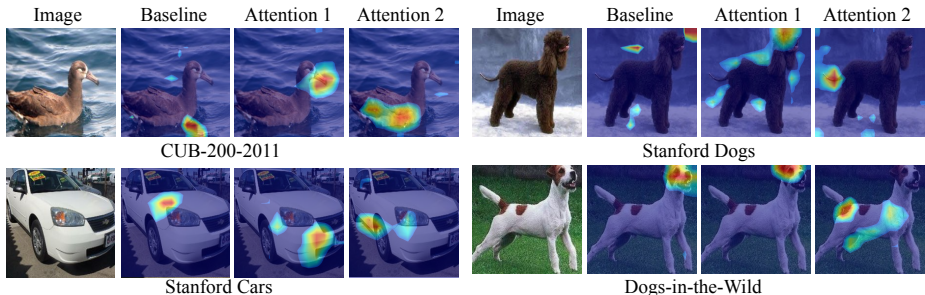 Image Baseline Attention 1 Attention 2 Image Baseline Attention 1 Attention 2
CUB-200-2011 Stanford Dogs
Stanford Cars Dogs-in-the-Wild